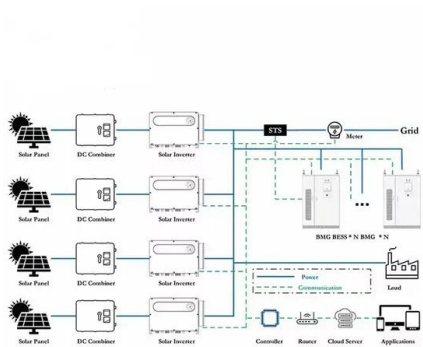 STS
Meter
Grid
Solar Panel
DC Combiner
Solar Inverter
Solar Panel
DC Combiner
Solar Inverter
BMG BESS * N BMG * N
Solar Panel
DC Combiner
Solar Inverter
Power
Communication
Load
Solar Panel
DC Combiner
Solar Inverter
Controller
Router
Cloud Server
Applications